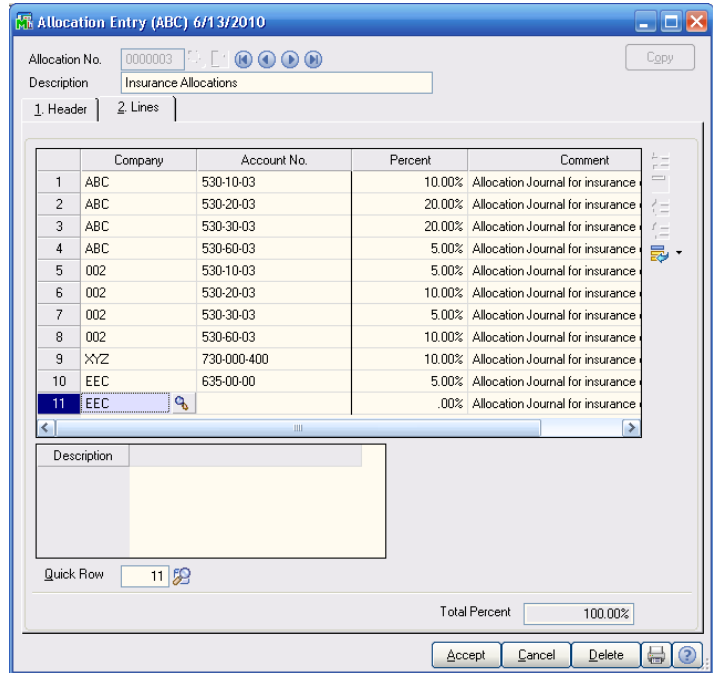 Allocation Entry (ABC) 6/13/2010
Allocation No. 0000003 Copy
Description Insurance Allocations
1. Header 2. Lines
Company Account No. Percent Comment
1 ABC 530-10-03 10.00% Allocation Journal for insurance
2 ABC 530-20-03 20.00% Allocation Journal for insurance
3 ABC 530-30-03 20.00% Allocation Journal for insurance
4 ABC 530-60-03 5.00% Allocation Journal for insurance
5 002 530-10-03 5.00% Allocation Journal for insurance
6 002 530-20-03 10.00% Allocation Journal for insurance
7 002 530-30-03 5.00% Allocation Journal for insurance
8 002 530-60-03 10.00% Allocation Journal for insurance
9 XYZ 730-000-400 10.00% Allocation Journal for insurance
10 EEC 635-00-00 5.00% Allocation Journal for insurance
11 EEC .00% Allocation Journal for insurance
Description
Quick Row 11
Total Percent 100.00%
Accept Cancel Delete